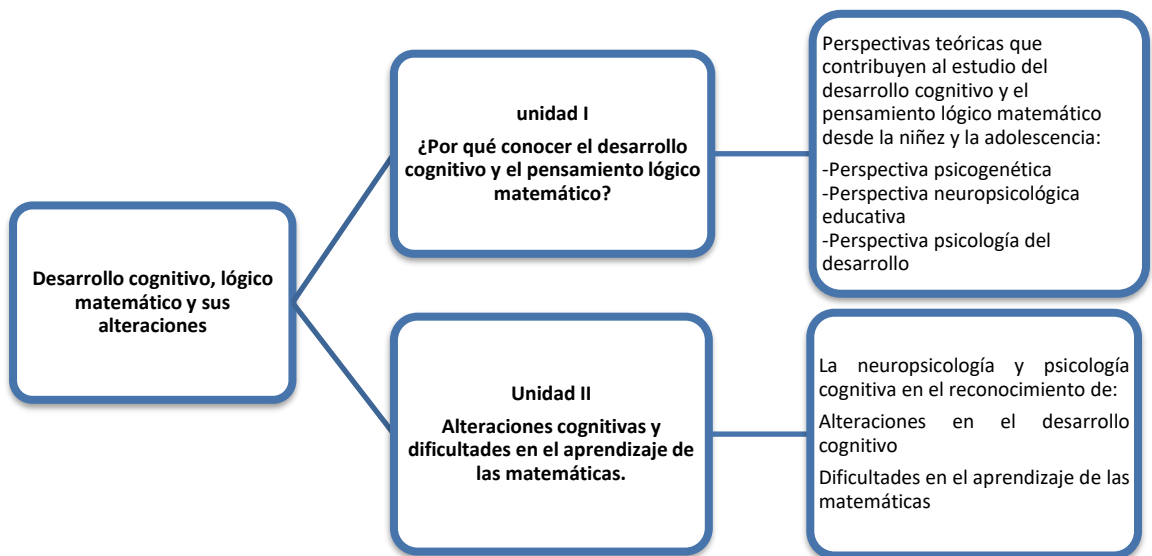 Desarrollo cognitivo, lógico
matemático y sus
alteraciones
unidad I
¿Por qué conocer el desarrollo
cognitivo y el pensamiento lógico
matemático?
Perspectivas teóricas que
contribuyen al estudio del
desarrollo cognitivo y el
pensamiento lógico matemático
desde la niñez y la adolescencia:
-Perspectiva psicogenética
-Perspectiva neuropsicológica
educativa
-Perspectiva psicología del
desarrollo
Unidad II
Alteraciones cognitivas y
dificultades en el aprendizaje de
las matemáticas.
La neuropsicología y psicología
cognitiva en el reconocimiento de:
Alteraciones en el desarrollo
cognitivo
Dificultades en el aprendizaje de las
matemáticas